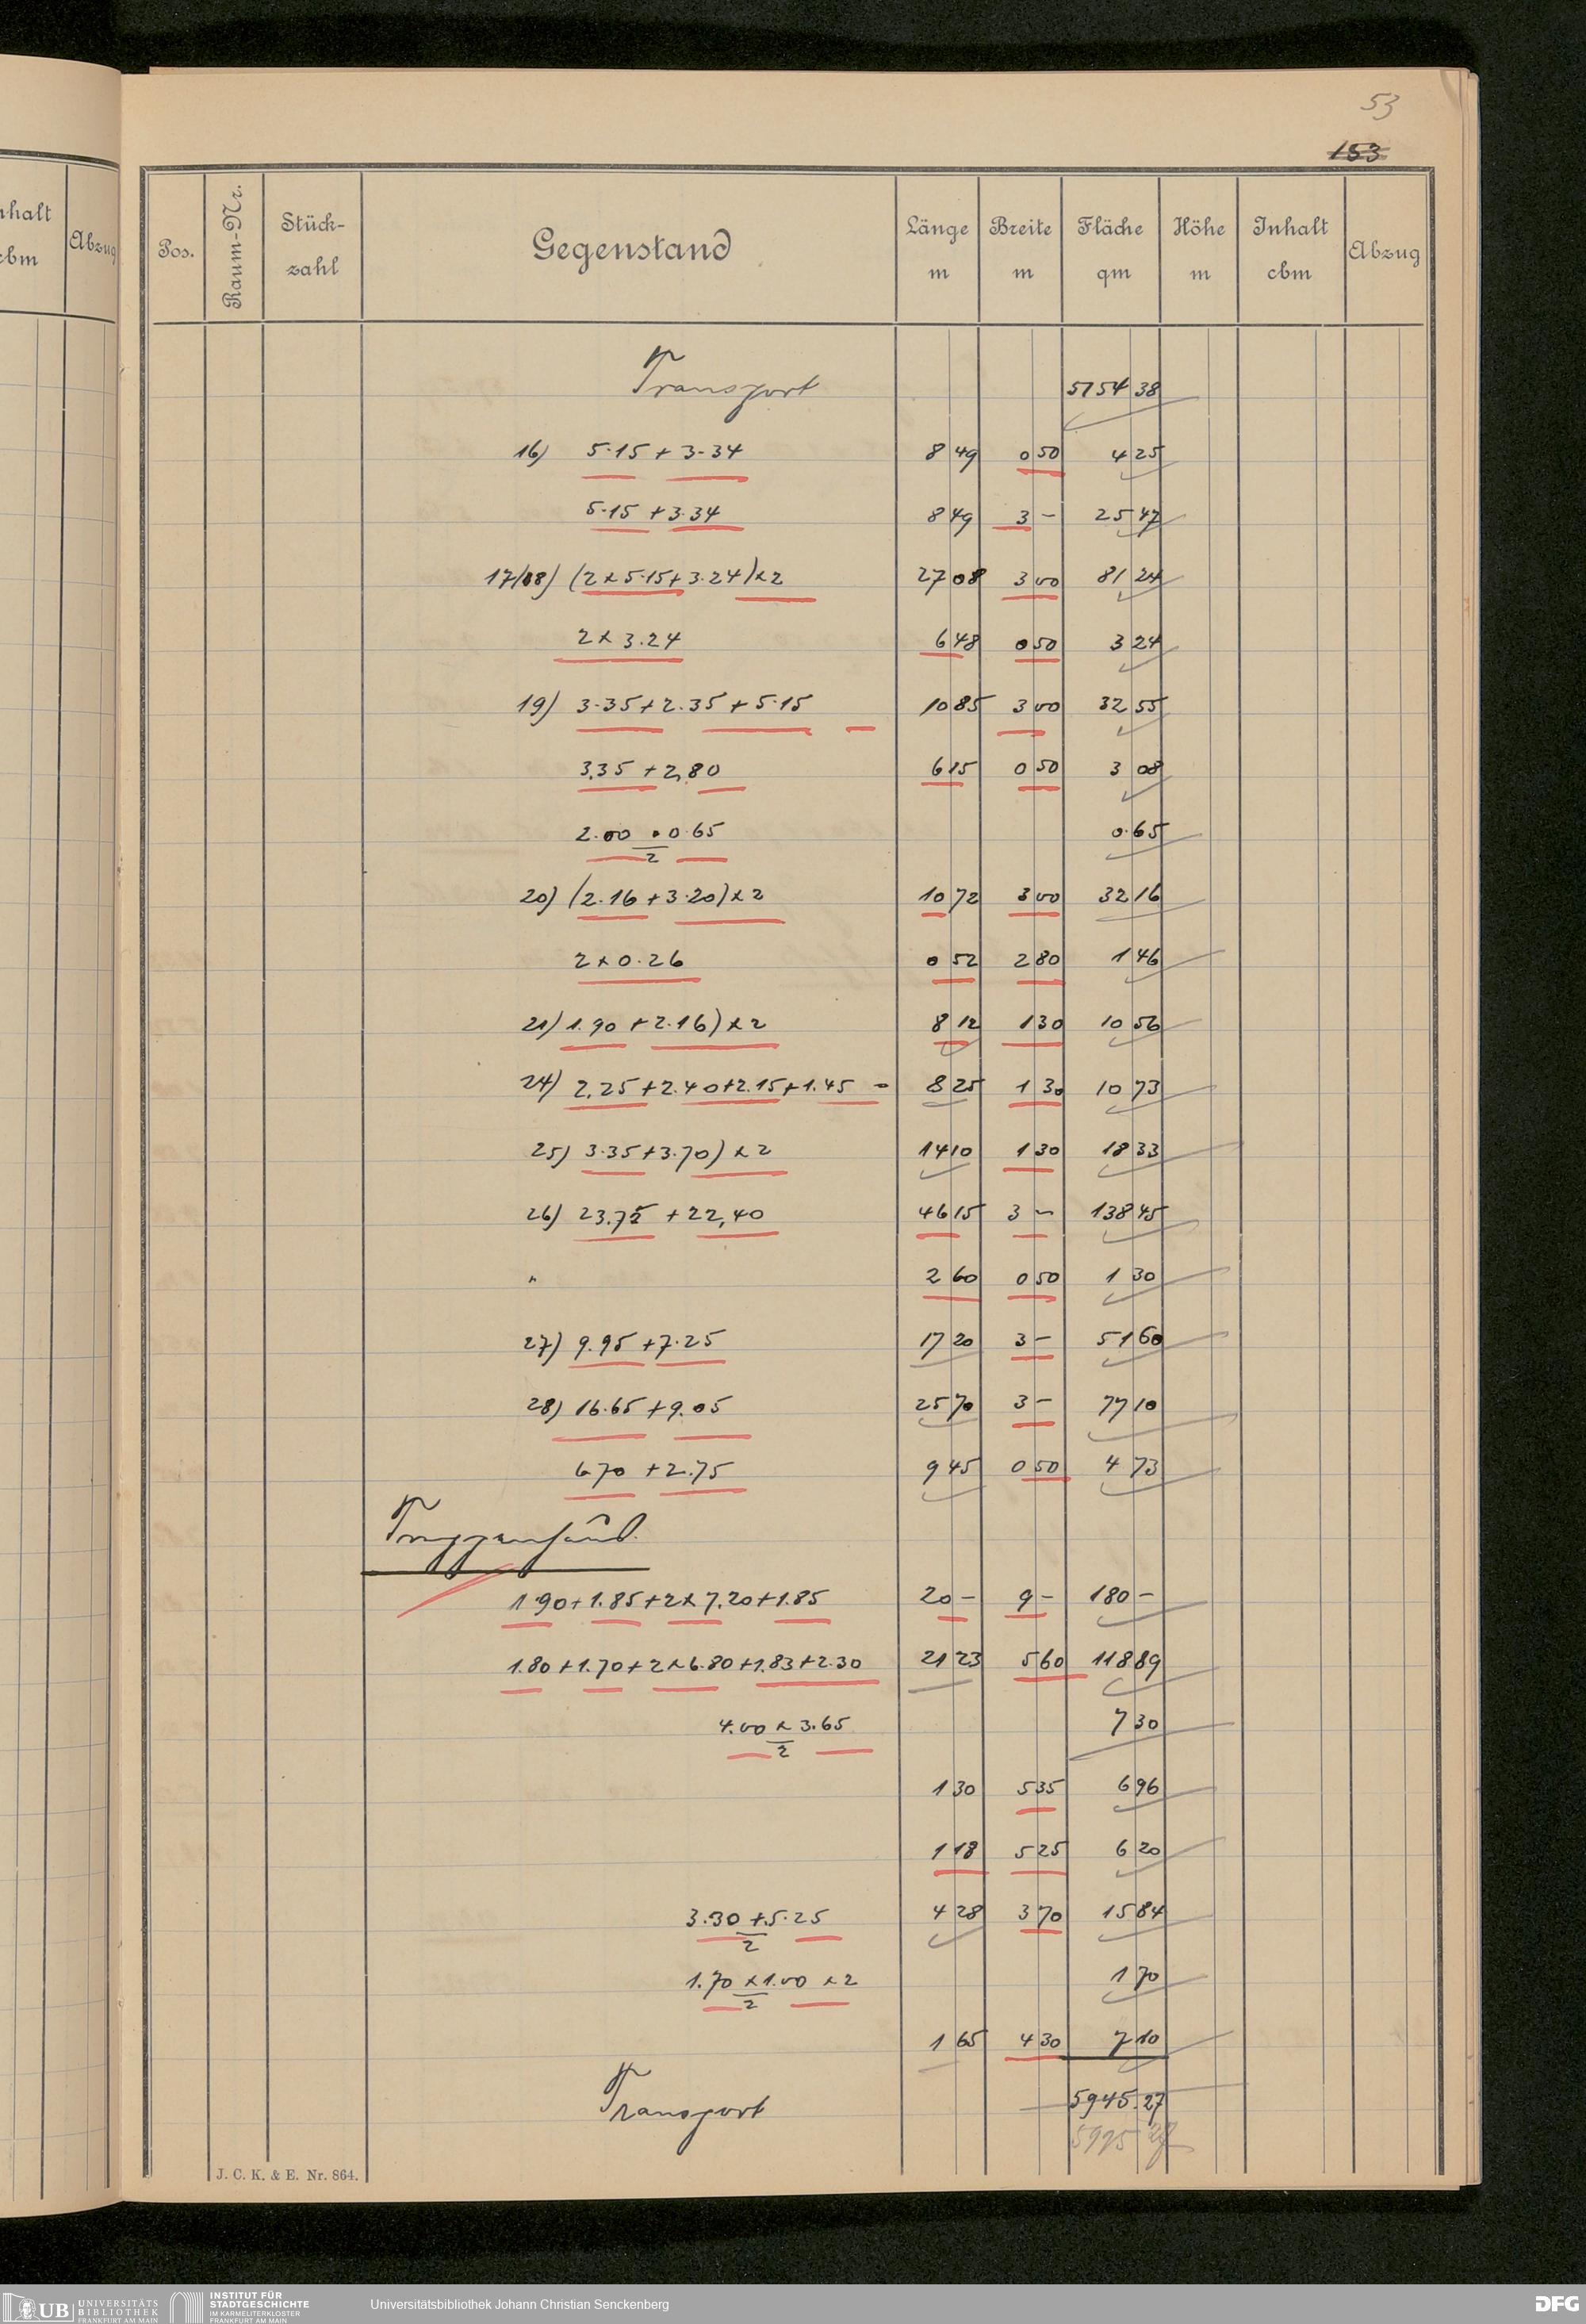 53
153
nhalt
cbm
Abzug
Pos. Raum-Nr. Stück-zahl Gegenstand Länge m Breite m Fläche qm Höhe m Inhalt cbm Abzug
Transport 5154 38
16) 5.15 + 3.34 8 49 0 50 4 25
5.15 + 3.34 8 49 3 - 25 47
17/18) (2 x 5.15 + 3.24) x 2 27 08 3 00 81 24
2 x 3.24 6 48 0 50 3 24
19) 3.35 + 2.35 + 5.15 10 85 3 00 32 55
3.35 + 2,80 6 15 0 50 3 08
2.00 . 0.65 / 2 0.65
20) (2.16 + 3.20) x 2 10 72 3 00 32 16
2 x 0.26 0 52 2 80 1 46
21) 1.90 + 2.16) x 2 8 12 1 30 10 56
24) 2.25 + 2.40 + 2.15 + 1.45 - 8 25 1 30 10 73
25) 3.35 + 3.70) x 2 14 10 1 30 18 33
26) 23.75 + 22,40 46 15 3 - 138 45
" 2 60 0 50 1 30
27) 9.95 + 7.25 17 20 3 - 51 60
28) 16.65 + 9.05 25 70 3 - 77 10
6.70 + 2.75 9 45 0 50 4 73
Treppenhaus.
1.90 + 1.85 + 2 x 7.20 + 1.85 20 - 9 - 180 -
1.80 + 1.70 + 2 x 6.80 + 1.83 + 2.30 21 23 5 60 118 89
4.00 x 3.65 / 2 7 30
1 30 5 35 6 96
1 18 5 25 6 20
3.30 + 5.25 / 2 4 28 3 70 15 84
1.70 x 1.00 x 2 / 2 1 70
1 65 4 30 7 10
Transport 5945.27
J. C. K. & E. Nr. 864.
UB UNIVERSITÄTS BIBLIOTHEK FRANKFURT AM MAIN
INSTITUT FÜR STADTGESCHICHTE IM KARMELITERKLOSTER FRANKFURT AM MAIN
Universitätsbibliothek Johann Christian Senckenberg
DFG